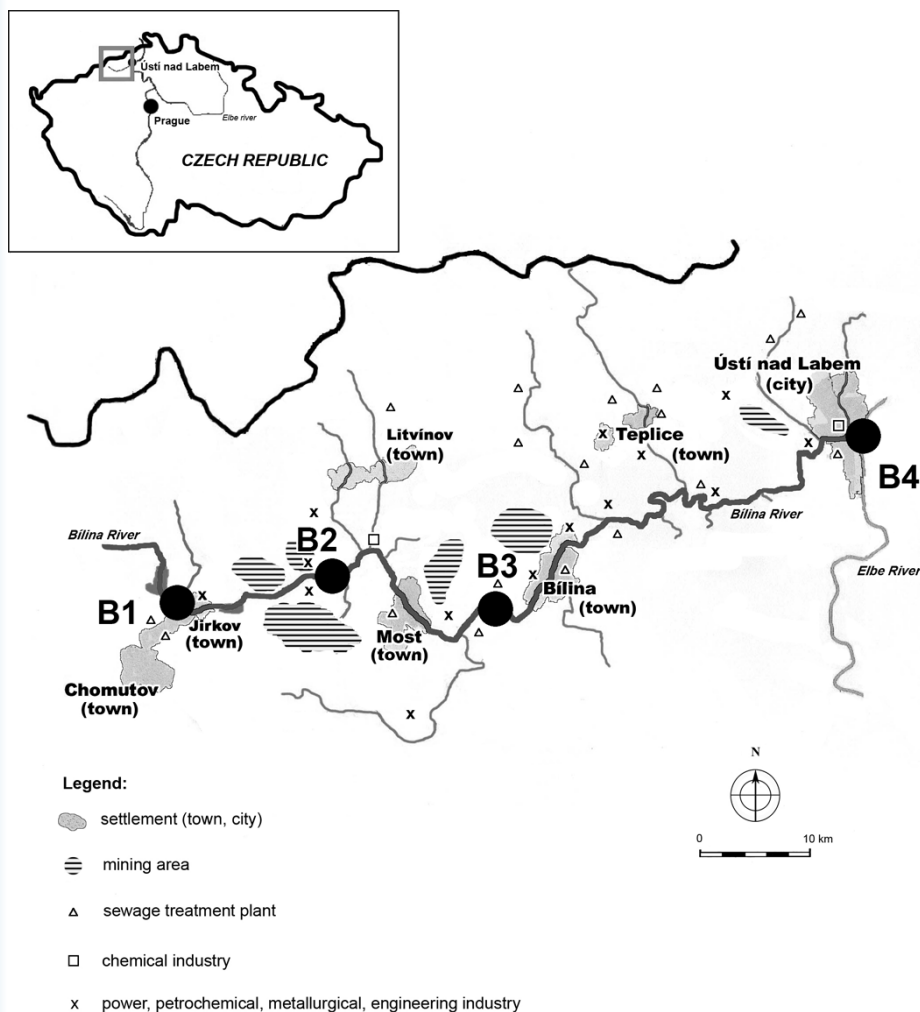 Ústí nad Labem
Elbe river
Prague
CZECH REPUBLIC
Ústí nad Labem
(city)
Litvínov
(town)
Teplice
(town)
B4
Bílina River
B2
Bílina River
B3
Elbe River
B1
Bílina
(town)
Jirkov
(town)
Most
(town)
Chomutov
(town)
N
Legend:
settlement (town, city)
0 10 km
mining area
sewage treatment plant
chemical industry
x power, petrochemical, metallurgical, engineering industry